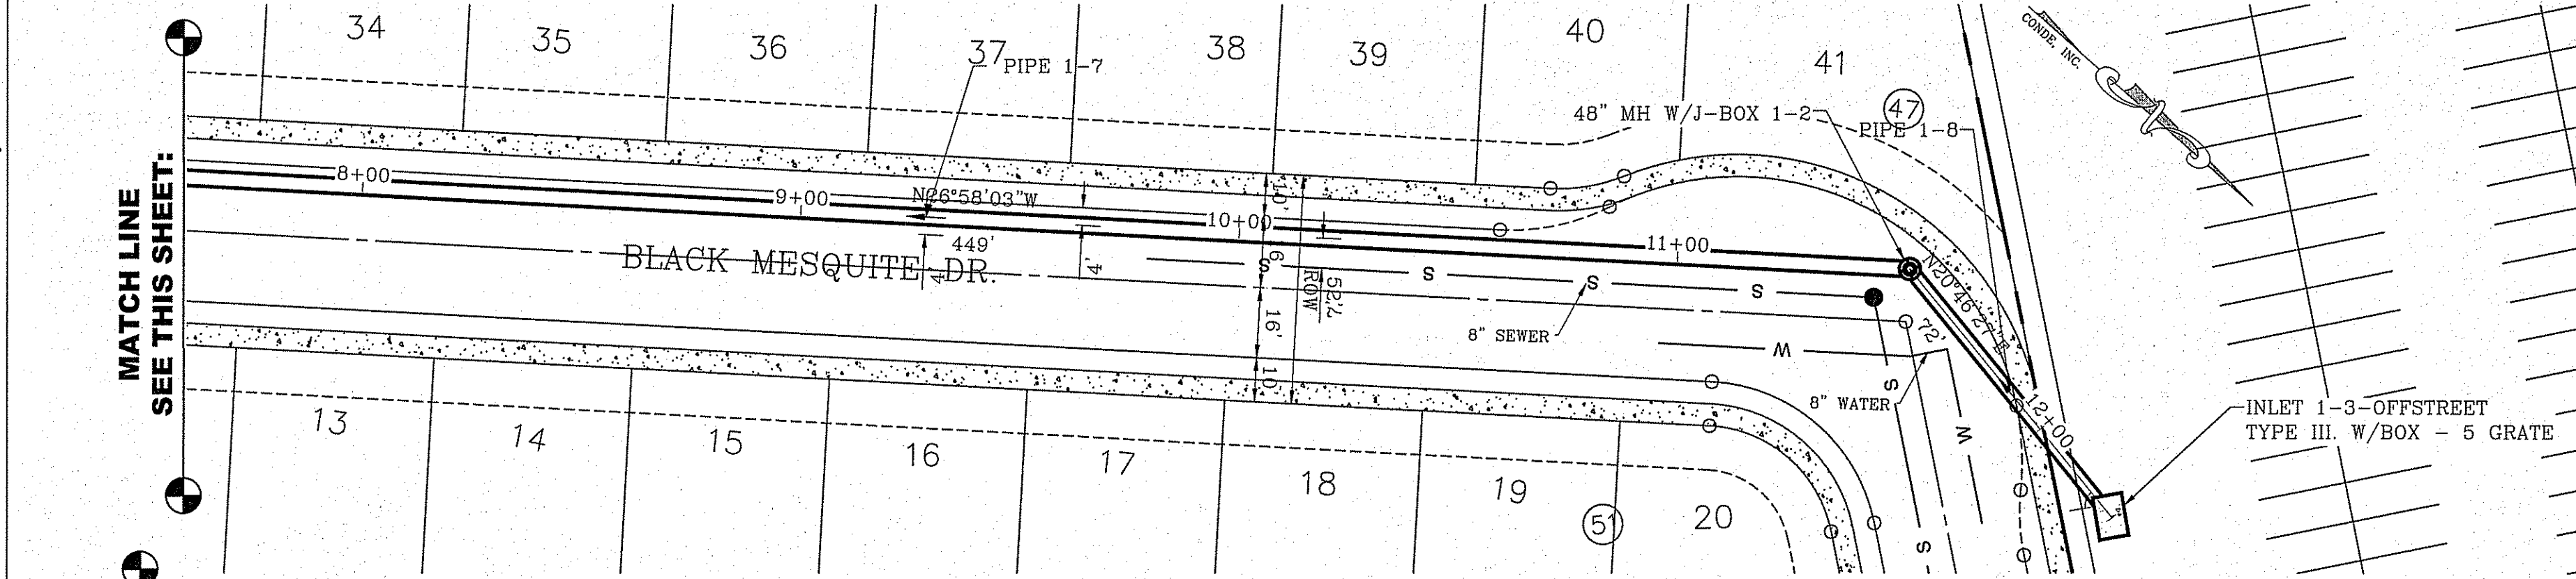 MATCH LINE
SEE THIS SHEET:
34
35
36
37
38
39
40
41
PIPE 1-7
48" MH W/J-BOX 1-2
47
PIPE 1-8
CONDE, INC.
8+00
9+00
N26°58'03"W
10+00
11+00
12+00
449'
4'
4'
10'
6'
16'
10'
52'
ROW
BLACK MESQUITE DR.
S
S
S
S
8" SEWER
N20°46'27"E
72'
W
8" WATER
S
W
S
INLET 1-3-OFFSTREET
TYPE III. W/BOX - 5 GRATE
13
14
15
16
17
18
19
51
20